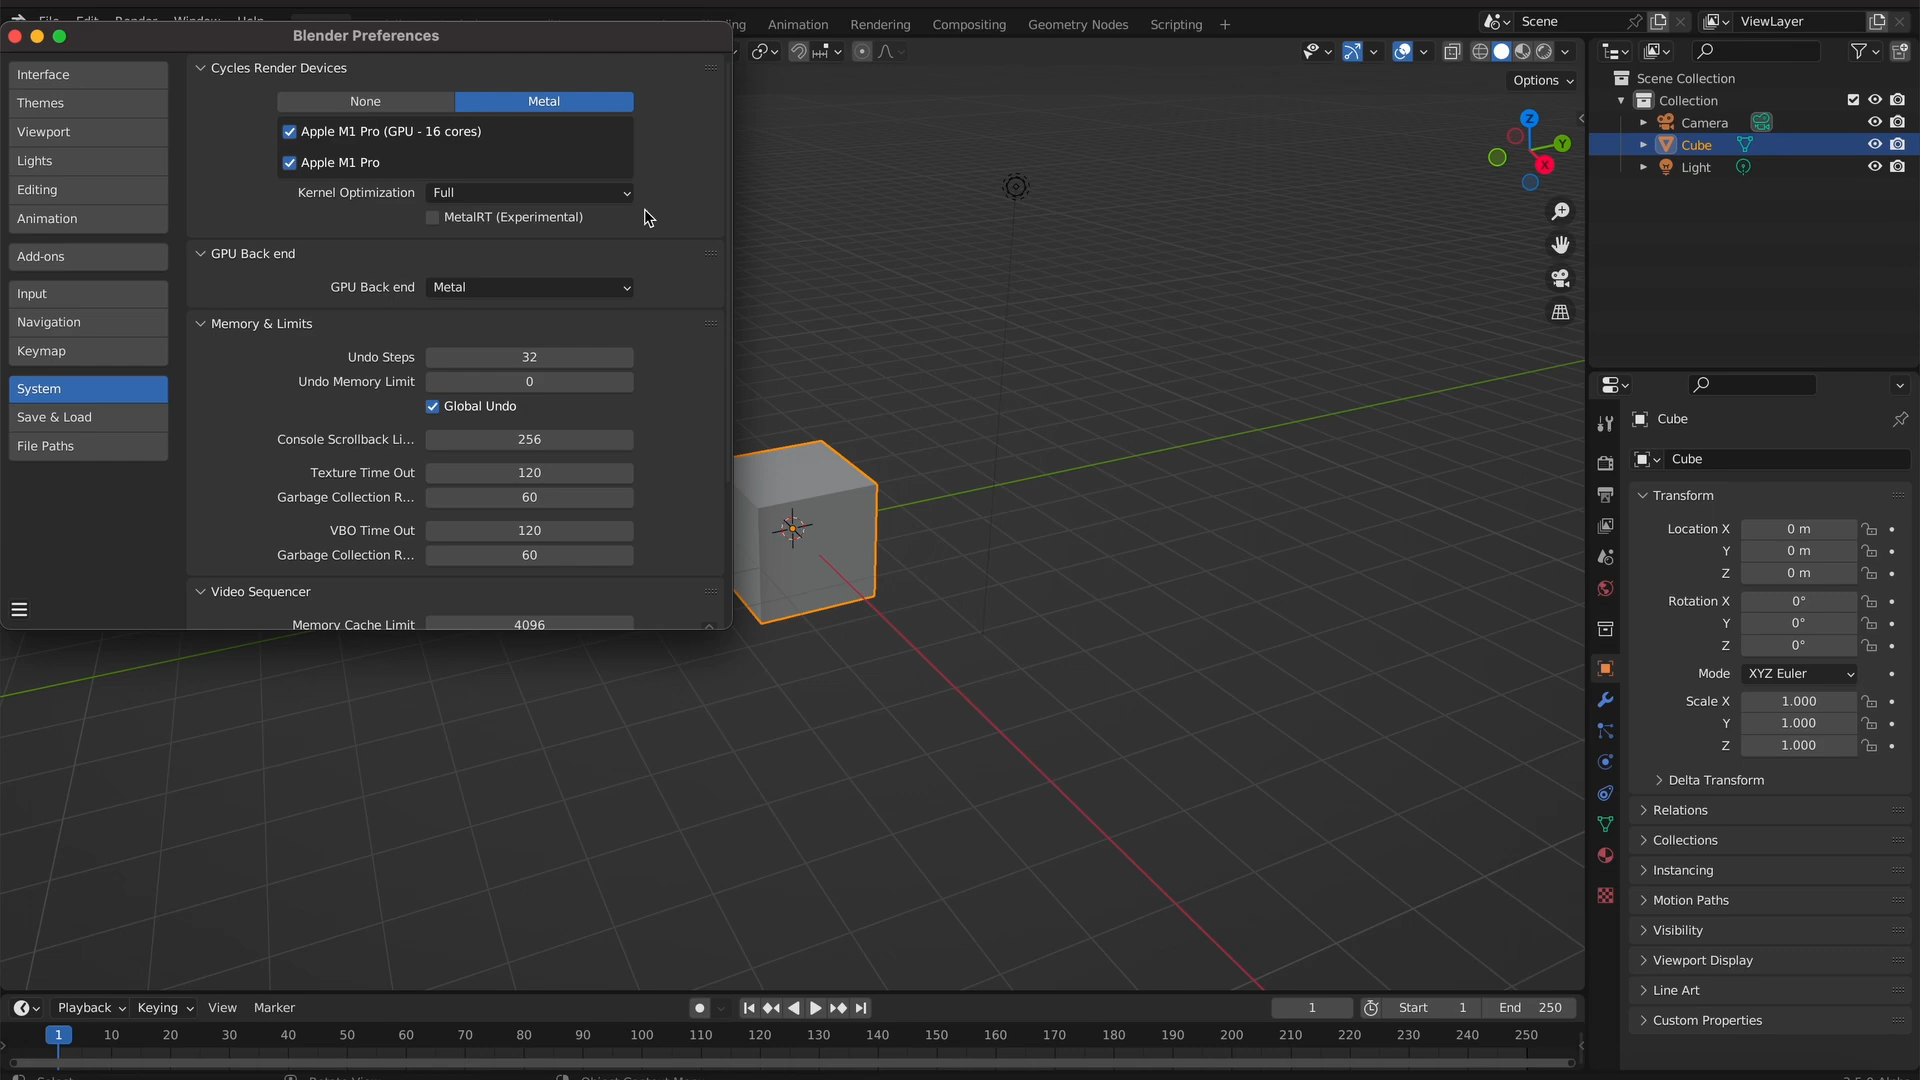 File Edit Render Window Help
Animation Rendering Compositing Geometry Nodes Scripting +
Scene
ViewLayer
Blender Preferences
Interface
Themes
Viewport
Lights
Editing
Animation
Add-ons
Input
Navigation
Keymap
System
Save & Load
File Paths
Cycles Render Devices
None Metal
Apple M1 Pro (GPU - 16 cores)
Apple M1 Pro
Kernel Optimization Full
MetalRT (Experimental)
GPU Back end
GPU Back end Metal
Memory & Limits
Undo Steps 32
Undo Memory Limit 0
Global Undo
Console Scrollback Li... 256
Texture Time Out 120
Garbage Collection R... 60
VBO Time Out 120
Garbage Collection R... 60
Video Sequencer
Memory Cache Limit 4096
Options
Z
Y
X
Scene Collection
Collection
Camera
Cube
Light
Cube
Cube
Transform
Location X 0 m
Y 0 m
Z 0 m
Rotation X 0°
Y 0°
Z 0°
Mode XYZ Euler
Scale X 1.000
Y 1.000
Z 1.000
Delta Transform
Relations
Collections
Instancing
Motion Paths
Visibility
Viewport Display
Line Art
Custom Properties
Playback Keying View Marker
1 Start 1 End 250
1 10 20 30 40 50 60 70 80 90 100 110 120 130 140 150 160 170 180 190 200 210 220 230 240 250